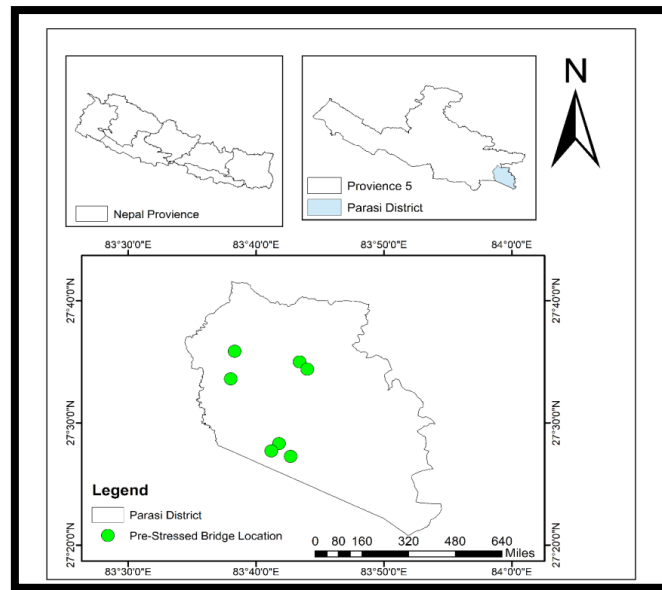 N
Nepal Provience
Provience 5
Parasi District
83°30'0"E 83°40'0"E 83°50'0"E 84°0'0"E
27°40'0"N 27°40'0"N
27°30'0"N 27°30'0"N
27°20'0"N 27°20'0"N
Legend
Parasi District
Pre-Stressed Bridge Location
0 80 160 320 480 640
Miles
83°30'0"E 83°40'0"E 83°50'0"E 84°0'0"E